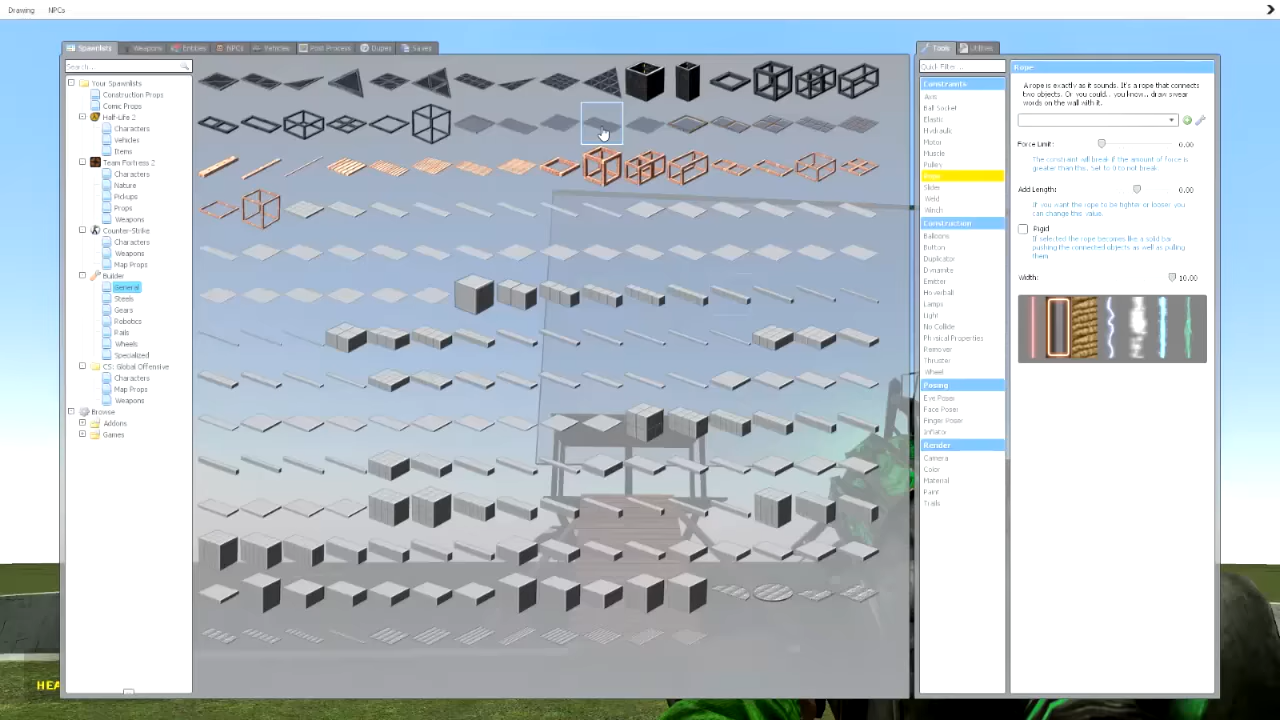 Drawing NPCs
Spawnlists Weapons Entities NPCs Vehicles Post Process Dupes Saves
Search...
Your Spawnlists
Construction Props
Comic Props
Half-Life 2
Characters
Vehicles
Items
Team Fortress 2
Characters
Nature
Pickups
Props
Weapons
Counter-Strike
Characters
Weapons
Map Props
Builder
General
Steels
Gears
Robotics
Rails
Wheels
Specialized
CS: Global Offensive
Characters
Map Props
Weapons
Browse
Addons
Games
HEA
Tools Utilities
Quick Filter...
Constraints
Axis
Ball Socket
Elastic
Hydraulic
Motor
Muscle
Pulley
Rope
Slider
Weld
Winch
Construction
Balloons
Button
Duplicator
Dynamite
Emitter
Hoverball
Lamps
Light
No Collide
Physical Properties
Remover
Thruster
Wheel
Posing
Eye Poser
Face Poser
Finger Poser
Inflator
Render
Camera
Color
Material
Paint
Trails
Rope
A rope is exactly as it sounds. It's a rope that connects
two objects. Or you could.. you know.. draw swear
words on the wall with it.
Force Limit: 0.00
The constraint will break if the amount of force is
greater than this. Set to 0 to not break.
Add Length: 0.00
If you want the rope to be tighter or looser you
can change this value.
Rigid
If selected the rope becomes like a solid bar
pushing the connected objects as well as pulling
them
Width: 10.00